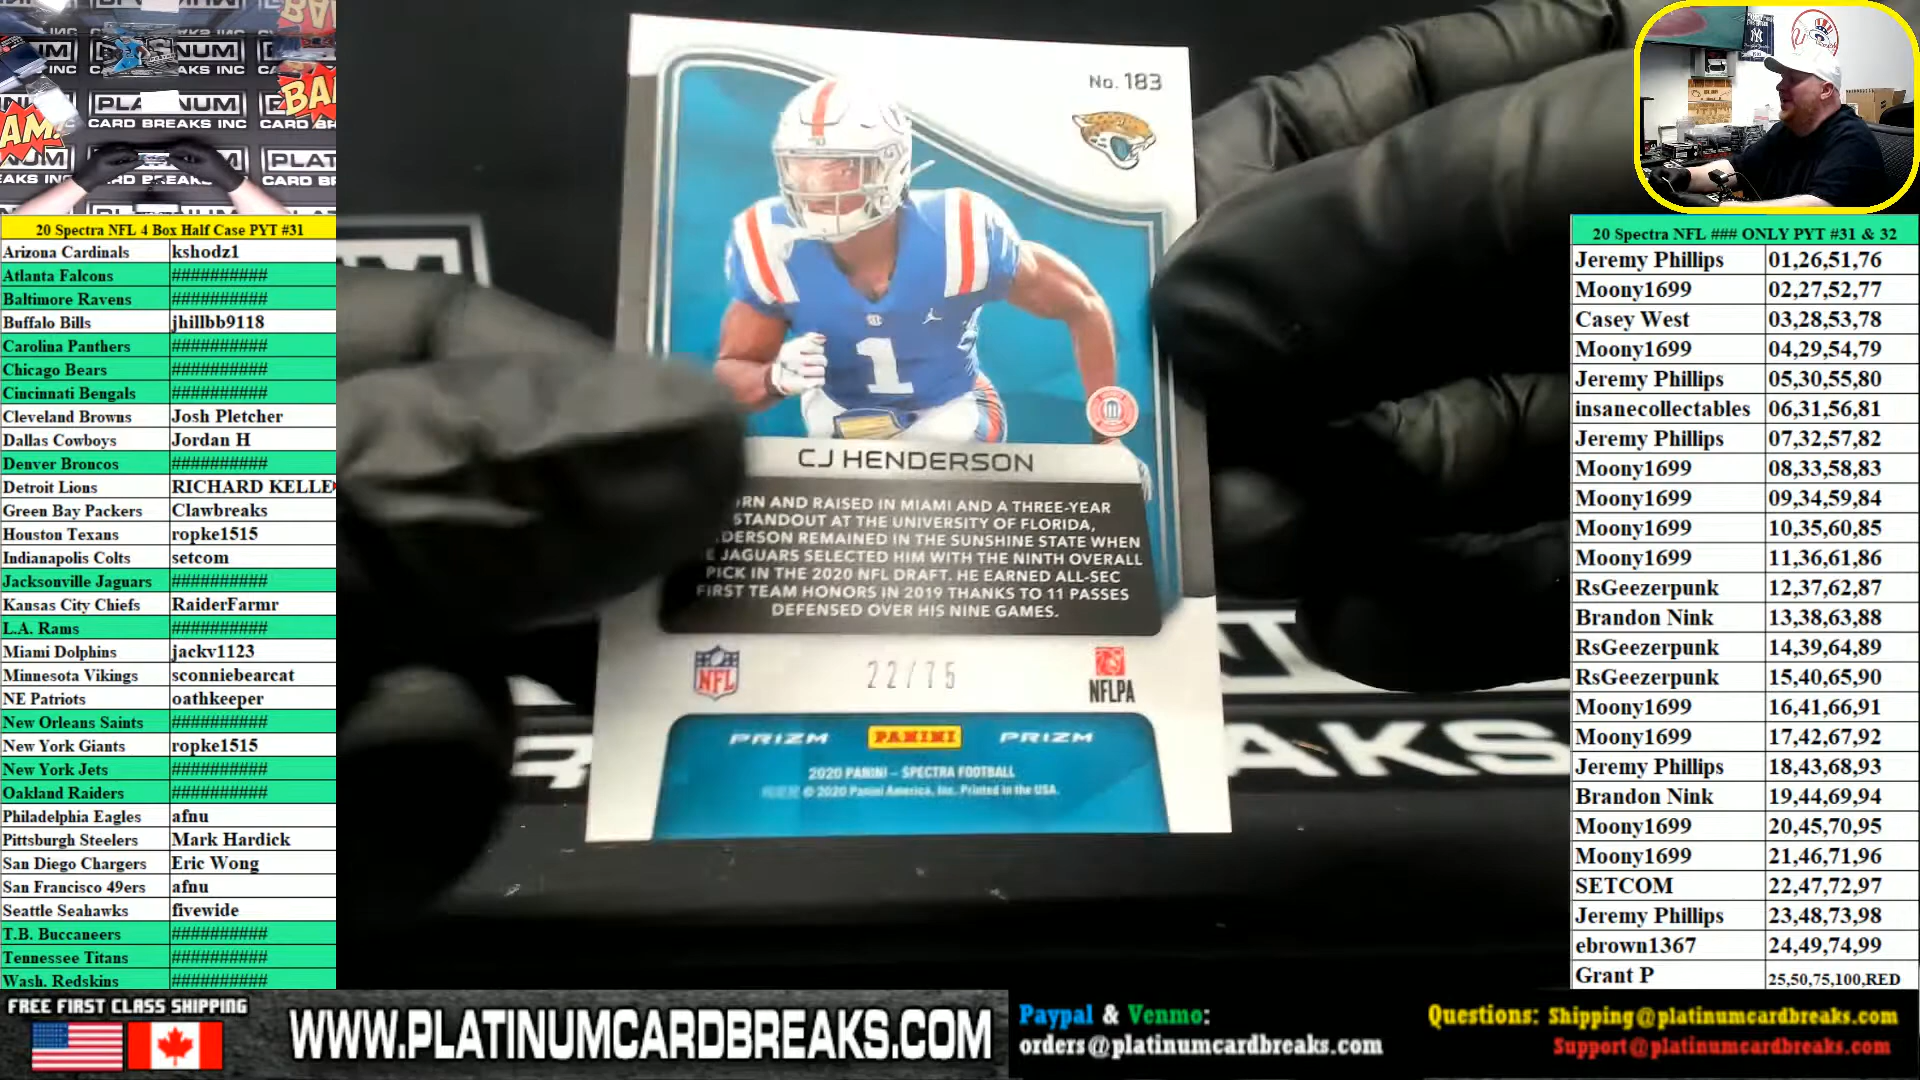 PLATINUM
CARD BREAKS INC
20 Spectra NFL 4 Box Half Case PYT #31
Arizona Cardinals kshodz1
Atlanta Falcons ##########
Baltimore Ravens ##########
Buffalo Bills jhillbb9118
Carolina Panthers ##########
Chicago Bears ##########
Cincinnati Bengals ##########
Cleveland Browns Josh Pletcher
Dallas Cowboys Jordan H
Denver Broncos ##########
Detroit Lions RICHARD KELLE
Green Bay Packers Clawbreaks
Houston Texans ropke1515
Indianapolis Colts setcom
Jacksonville Jaguars ##########
Kansas City Chiefs RaiderFarmr
L.A. Rams ##########
Miami Dolphins jackv1123
Minnesota Vikings sconniebearcat
NE Patriots oathkeeper
New Orleans Saints ##########
New York Giants ropke1515
New York Jets ##########
Oakland Raiders ##########
Philadelphia Eagles afnu
Pittsburgh Steelers Mark Hardick
San Diego Chargers Eric Wong
San Francisco 49ers afnu
Seattle Seahawks fivewide
T.B. Buccaneers ##########
Tennessee Titans ##########
Wash. Redskins ##########
No. 183
1
CJ HENDERSON
RN AND RAISED IN MIAMI AND A THREE-YEAR
STANDOUT AT THE UNIVERSITY OF FLORIDA,
DERSON REMAINED IN THE SUNSHINE STATE WHEN
E JAGUARS SELECTED HIM WITH THE NINTH OVERALL
PICK IN THE 2020 NFL DRAFT. HE EARNED ALL-SEC
FIRST TEAM HONORS IN 2019 THANKS TO 11 PASSES
DEFENSED OVER HIS NINE GAMES.
NFL 22/75 NFLPA
PRIZM PANINI PRIZM
2020 PANINI – SPECTRA FOOTBALL
© 2020 Panini America, Inc. Printed in the USA.
20 Spectra NFL ### ONLY PYT #31 & 32
Jeremy Phillips 01,26,51,76
Moony1699 02,27,52,77
Casey West 03,28,53,78
Moony1699 04,29,54,79
Jeremy Phillips 05,30,55,80
insanecollectables 06,31,56,81
Jeremy Phillips 07,32,57,82
Moony1699 08,33,58,83
Moony1699 09,34,59,84
Moony1699 10,35,60,85
Moony1699 11,36,61,86
RsGeezerpunk 12,37,62,87
Brandon Nink 13,38,63,88
RsGeezerpunk 14,39,64,89
RsGeezerpunk 15,40,65,90
Moony1699 16,41,66,91
Moony1699 17,42,67,92
Jeremy Phillips 18,43,68,93
Brandon Nink 19,44,69,94
Moony1699 20,45,70,95
Moony1699 21,46,71,96
SETCOM 22,47,72,97
Jeremy Phillips 23,48,73,98
ebrown1367 24,49,74,99
Grant P 25,50,75,100,RED
FREE FIRST CLASS SHIPPING
WWW.PLATINUMCARDBREAKS.COM
Paypal & Venmo:
orders@platinumcardbreaks.com
Questions: Shipping@platinumcardbreaks.com
Support@platinumcardbreaks.com